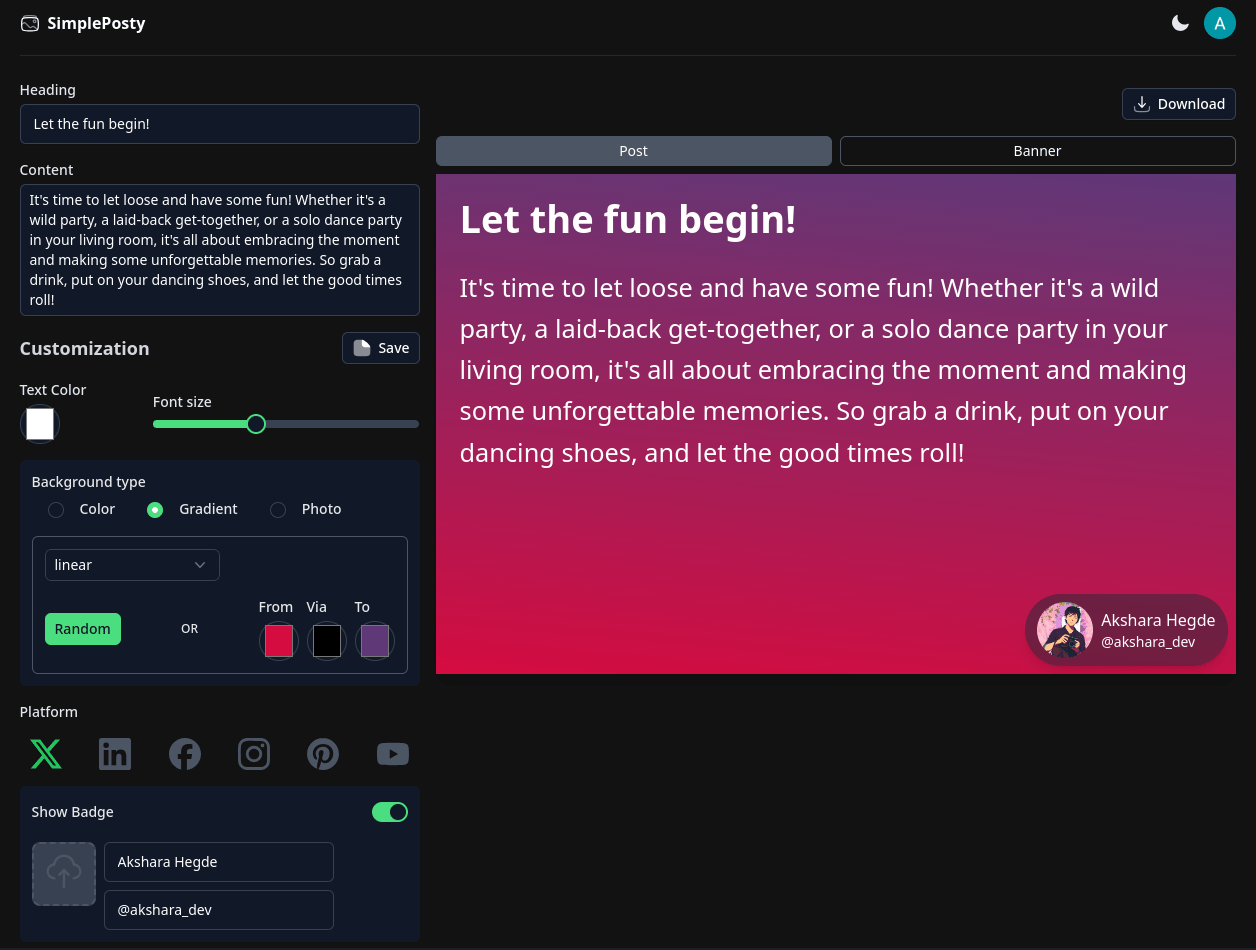 SimplePosty
A
Heading
Let the fun begin!
Content
It's time to let loose and have some fun! Whether it's a
wild party, a laid-back get-together, or a solo dance party
in your living room, it's all about embracing the moment
and making some unforgettable memories. So grab a
drink, put on your dancing shoes, and let the good times
roll!
Customization
Save
Text Color
Font size
Background type
Color
Gradient
Photo
linear
From
Via
To
Random
OR
Platform
Show Badge
Akshara Hegde
@akshara_dev
Download
Post
Banner
Let the fun begin!
It's time to let loose and have some fun! Whether it's a wild
party, a laid-back get-together, or a solo dance party in your
living room, it's all about embracing the moment and making
some unforgettable memories. So grab a drink, put on your
dancing shoes, and let the good times roll!
Akshara Hegde
@akshara_dev